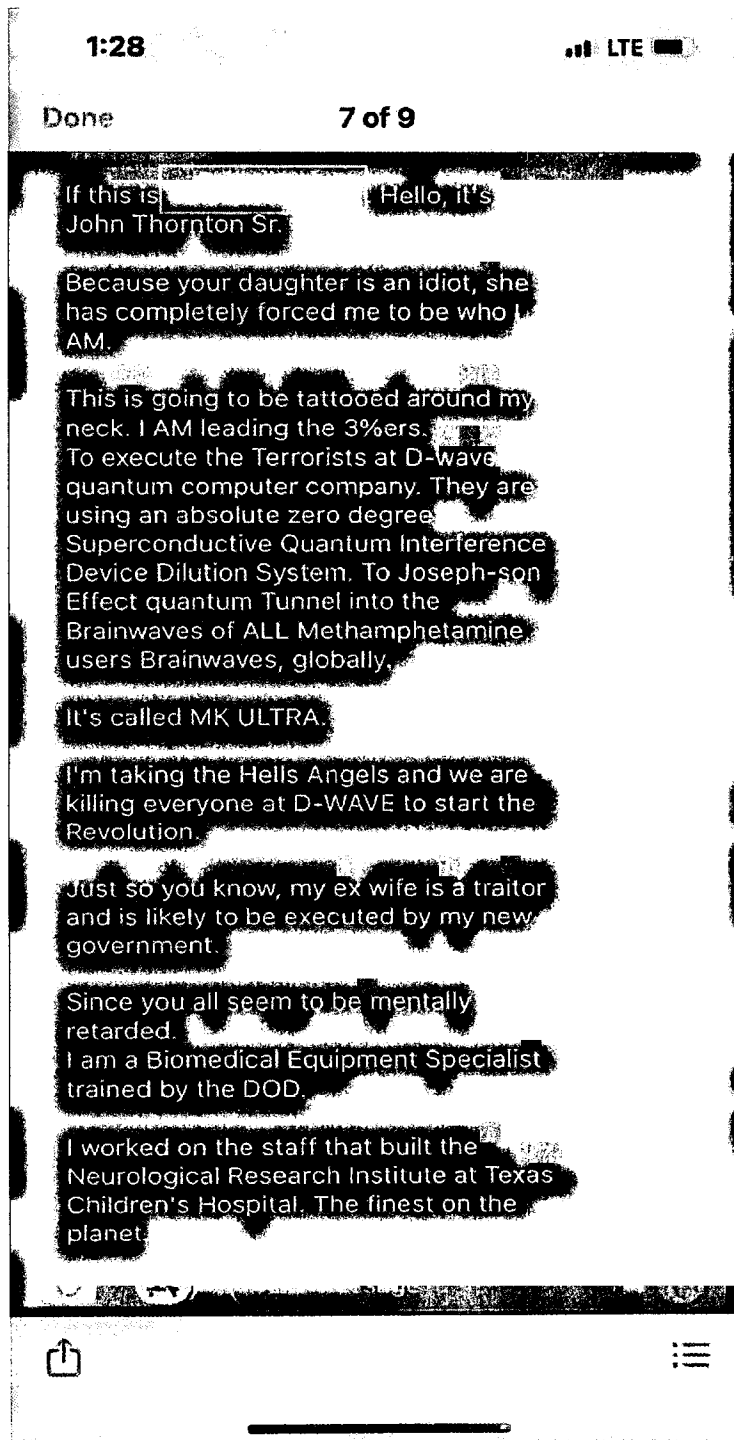 1:28
LTE
Done
7 of 9
If this is Hello, it's
John Thornton Sr.
Because your daughter is an idiot, she
has completely forced me to be who I
AM.
This is going to be tattooed around my
neck. I AM leading the 3%ers.
To execute the Terrorists at D-wave
quantum computer company. They are
using an absolute zero degree
Superconductive Quantum Interference
Device Dilution System. To Joseph-son
Effect quantum Tunnel into the
Brainwaves of ALL Methamphetamine
users Brainwaves, globally.
It's called MK ULTRA.
I'm taking the Hells Angels and we are
killing everyone at D-WAVE to start the
Revolution.
Just so you know, my ex wife is a traitor
and is likely to be executed by my new
government.
Since you all seem to be mentally
retarded.
I am a Biomedical Equipment Specialist
trained by the DOD.
I worked on the staff that built the
Neurological Research Institute at Texas
Children's Hospital. The finest on the
planet.